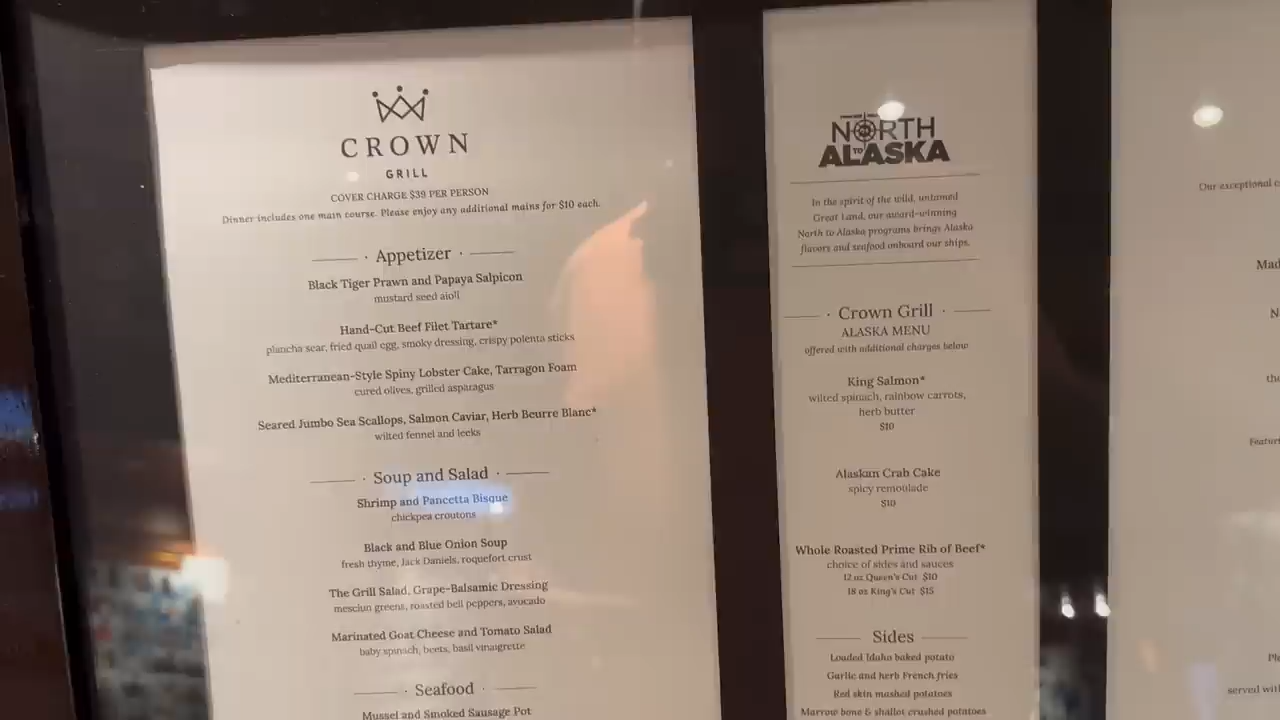 CROWN
GRILL
COVER CHARGE $39 PER PERSON
Dinner includes one main course. Please enjoy any additional mains for $10 each.
Appetizer
Black Tiger Prawn and Papaya Salpicon
mustard seed aioli
Hand-Cut Beef Filet Tartare*
plancha sear, fried quail egg, smoky dressing, crispy polenta sticks
Mediterranean-Style Spiny Lobster Cake, Tarragon Foam
cured olives, grilled asparagus
Seared Jumbo Sea Scallops, Salmon Caviar, Herb Beurre Blanc*
wilted fennel and leeks
Soup and Salad
Shrimp and Pancetta Bisque
chickpea croutons
Black and Blue Onion Soup
fresh thyme, Jack Daniels, roquefort crust
The Grill Salad, Grape-Balsamic Dressing
mesclun greens, roasted bell peppers, avocado
Marinated Goat Cheese and Tomato Salad
baby spinach, beets, basil vinaigrette
Seafood
Mussel and Smoked Sausage Pot
NORTH
TO
ALASKA
In the spirit of the wild, untamed
Great Land, our award-winning
North to Alaska programs brings Alaska
flavors and seafood onboard our ships.
Crown Grill
ALASKA MENU
offered with additional charges below
King Salmon*
wilted spinach, rainbow carrots,
herb butter
$10
Alaskan Crab Cake
spicy remoulade
$10
Whole Roasted Prime Rib of Beef*
choice of sides and sauces
12 oz Queen's Cut $10
18 oz King's Cut $15
Sides
Loaded Idaho baked potato
Garlic and herb French fries
Red skin mashed potatoes
Marrow bone & shallot crushed potatoes
Our exceptional
Mad
N
the
Featur
Pl
served wit